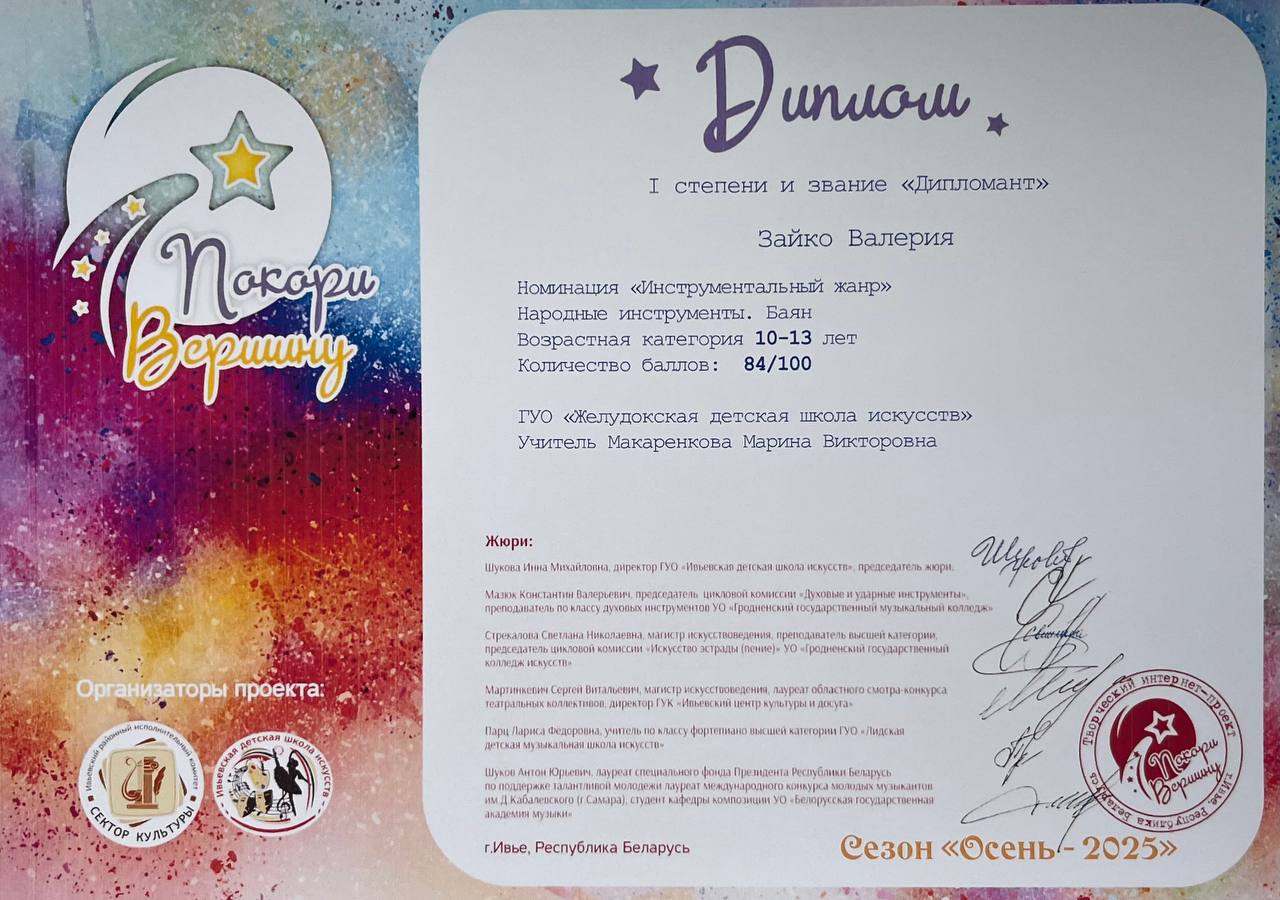 Покори
Вершину
Диплом
I степени и звание «Дипломант»
Зайко Валерия
Номинация «Инструментальный жанр»
Народные инструменты. Баян
Возрастная категория 10-13 лет
Количество баллов: 84/100
ГУО «Желудокская детская школа искусств»
Учитель Макаренкова Марина Викторовна
Жюри:
Шукова Инна Михайловна, директор ГУО «Ивьевская детская школа искусств», председатель жюри.
Мазюк Константин Валерьевич, председатель цикловой комиссии «Духовые и ударные инструменты»,
преподаватель по классу духовых инструментов УО «Гродненский государственный музыкальный колледж»
Стрекалова Светлана Николаевна, магистр искусствоведения, преподаватель высшей категории,
председатель цикловой комиссии «Искусство эстрады (пение)» УО «Гродненский государственный
колледж искусств»
Мартинкевич Сергей Витальевич, магистр искусствоведения, лауреат областного смотра-конкурса
театральных коллективов, директор ГУК «Ивьевский центр культуры и досуга»
Парц Лариса Фёдоровна, учитель по классу фортепиано высшей категории ГУО «Лидская
детская музыкальная школа искусств»
Шуков Антон Юрьевич, лауреат специального фонда Президента Республики Беларусь
по поддержке талантливой молодежи лауреат международного конкурса молодых музыкантов
им.Д.Кабалевского (г.Самара), студент кафедры композиции УО «Белорусская государственная
академия музыки»
г.Ивье, Республика Беларусь
Сезон «Осень - 2025»
Организаторы проекта:
Ивьевский районный исполнительный комитет
СЕКТОР КУЛЬТУРЫ
Ивьевская детская школа искусств
Творческий интернет-проект
Покори
Вершину
г.Ивье Республика Беларусь